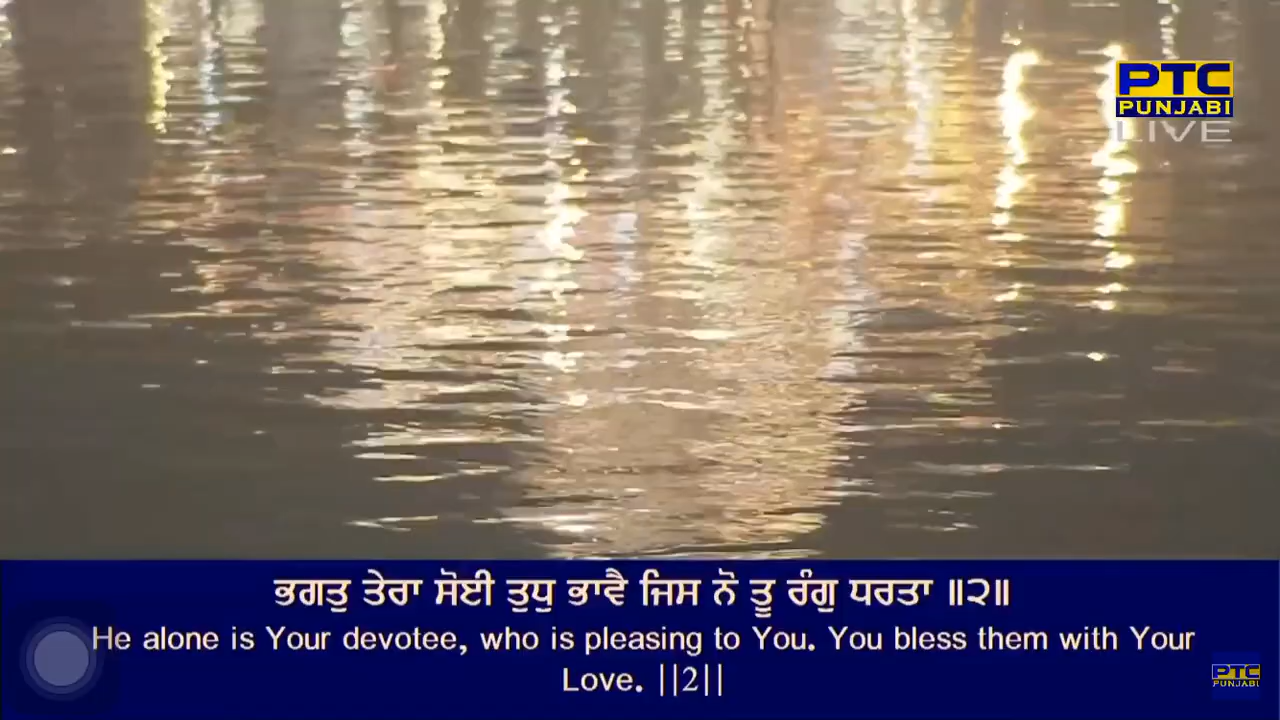 PTC
PUNJABI
LIVE
ਭਗਤੁ ਤੇਰਾ ਸੋਈ ਤੁਧੁ ਭਾਵੈ ਜਿਸ ਨੋ ਤੂ ਰੰਗੁ ਧਰਤਾ ॥੨॥
He alone is Your devotee, who is pleasing to You. You bless them with Your
Love. ||2||
PTC
PUNJABI